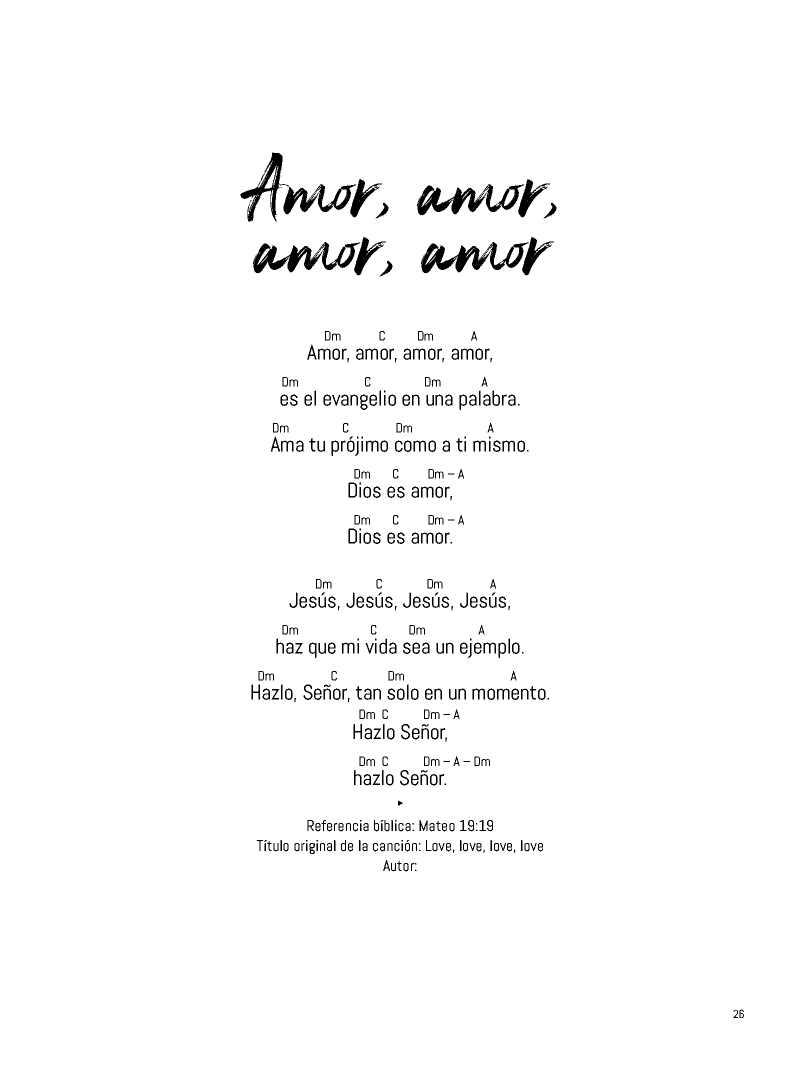 Amor, amor,
amor, amor
Dm C Dm A
Amor, amor, amor, amor,
Dm C Dm A
es el evangelio en una palabra.
Dm C Dm A
Ama tu prójimo como a ti mismo.
Dm C Dm – A
Dios es amor,
Dm C Dm – A
Dios es amor.
Dm C Dm A
Jesús, Jesús, Jesús, Jesús,
Dm C Dm A
haz que mi vida sea un ejemplo.
Dm C Dm A
Hazlo, Señor, tan solo en un momento.
Dm C Dm – A
Hazlo Señor,
Dm C Dm – A – Dm
hazlo Señor.
Referencia bíblica: Mateo 19:19
Título original de la canción: Love, love, love, love
Autor:
26